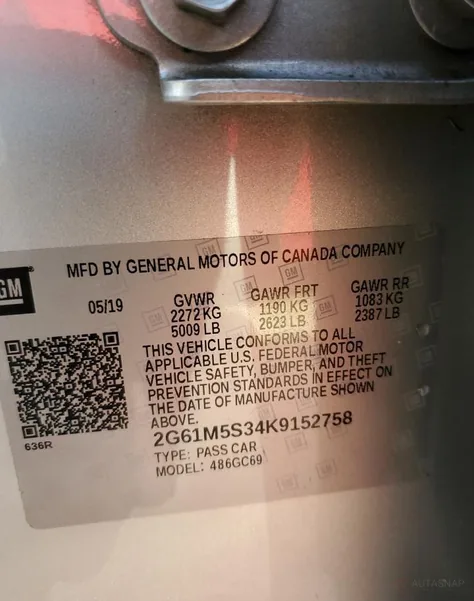 MFD BY GENERAL MOTORS OF CANADA COMPANY
GM
05/19
GVWR GAWR FRT GAWR RR
2272 KG 1190 KG 1083 KG
5009 LB 2623 LB 2387 LB
THIS VEHICLE CONFORMS TO ALL
APPLICABLE U.S. FEDERAL MOTOR
VEHICLE SAFETY, BUMPER, AND THEFT
PREVENTION STANDARDS IN EFFECT ON
THE DATE OF MANUFACTURE SHOWN
ABOVE.
636R
2G61M5S34K9152758
TYPE: PASS CAR
MODEL: 486GC69
AUTASNAP